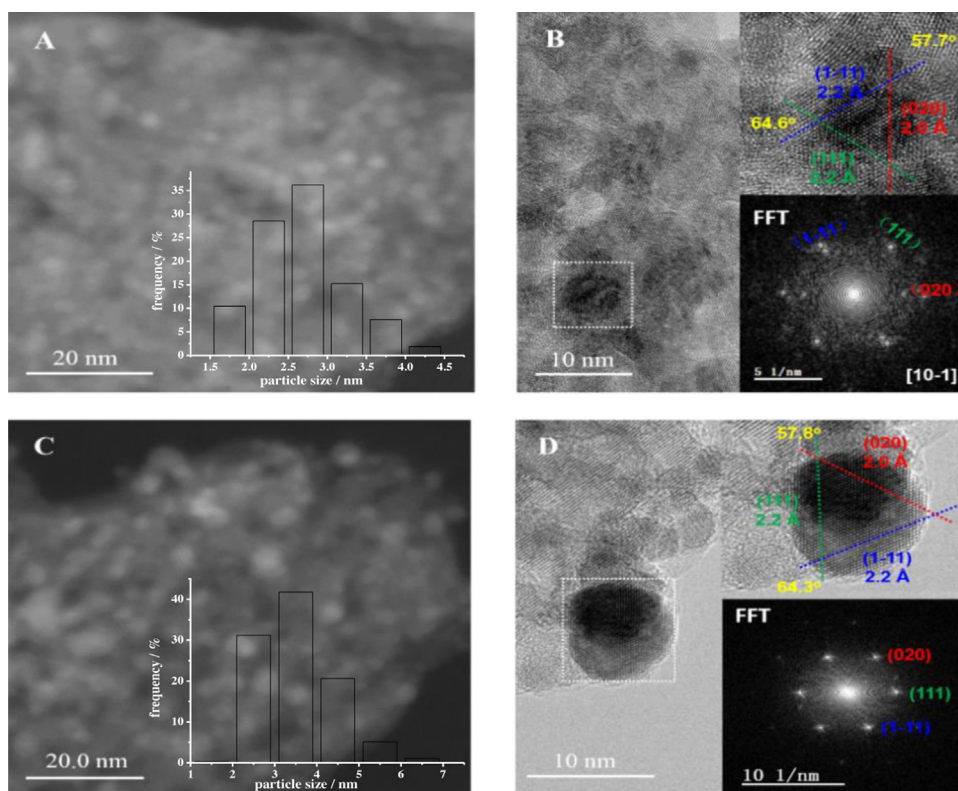 A
frequency / %
35
30
25
20
15
10
5
0
1.5 2.0 2.5 3.0 3.5 4.0 4.5
particle size / nm
20 nm
B
57.7°
(1-11)
2.2 Å
(020)
2.0 Å
64.6°
(111)
2.2 Å
10 nm
FFT
(1-11)
(111)
(020
5 1/nm
[10-1]
C
frequency / %
40
30
20
10
0
1 2 3 4 5 6 7
particle size / nm
20.0 nm
D
57.8°
(020)
2.0 Å
(111)
2.2 Å
(1-11)
2.2 Å
64.3°
10 nm
FFT
(020)
(111)
(1-11)
10 1/nm